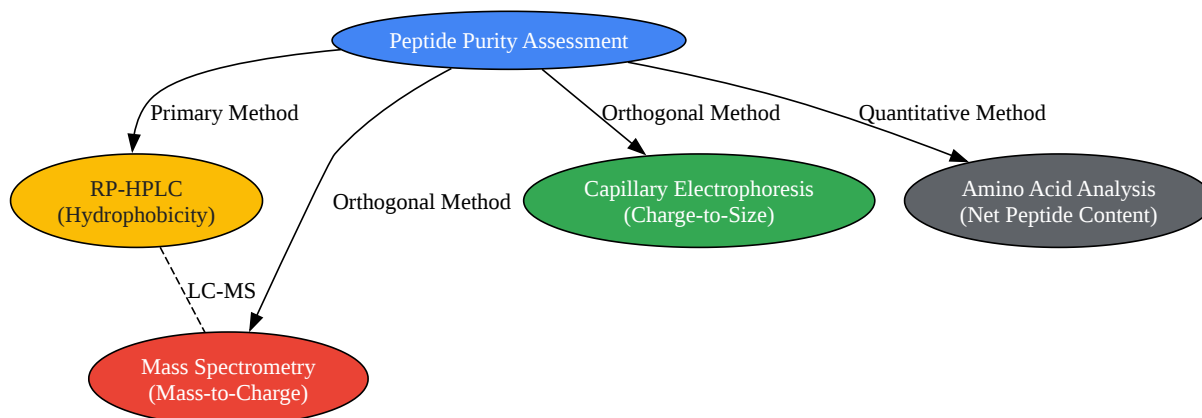 Peptide Purity Assessment
Primary Method
Orthogonal Method
Quantitative Method
RP-HPLC
(Hydrophobicity)
Orthogonal Method
Capillary Electrophoresis
(Charge-to-Size)
Amino Acid Analysis
(Net Peptide Content)
LC-MS
Mass Spectrometry
(Mass-to-Charge)